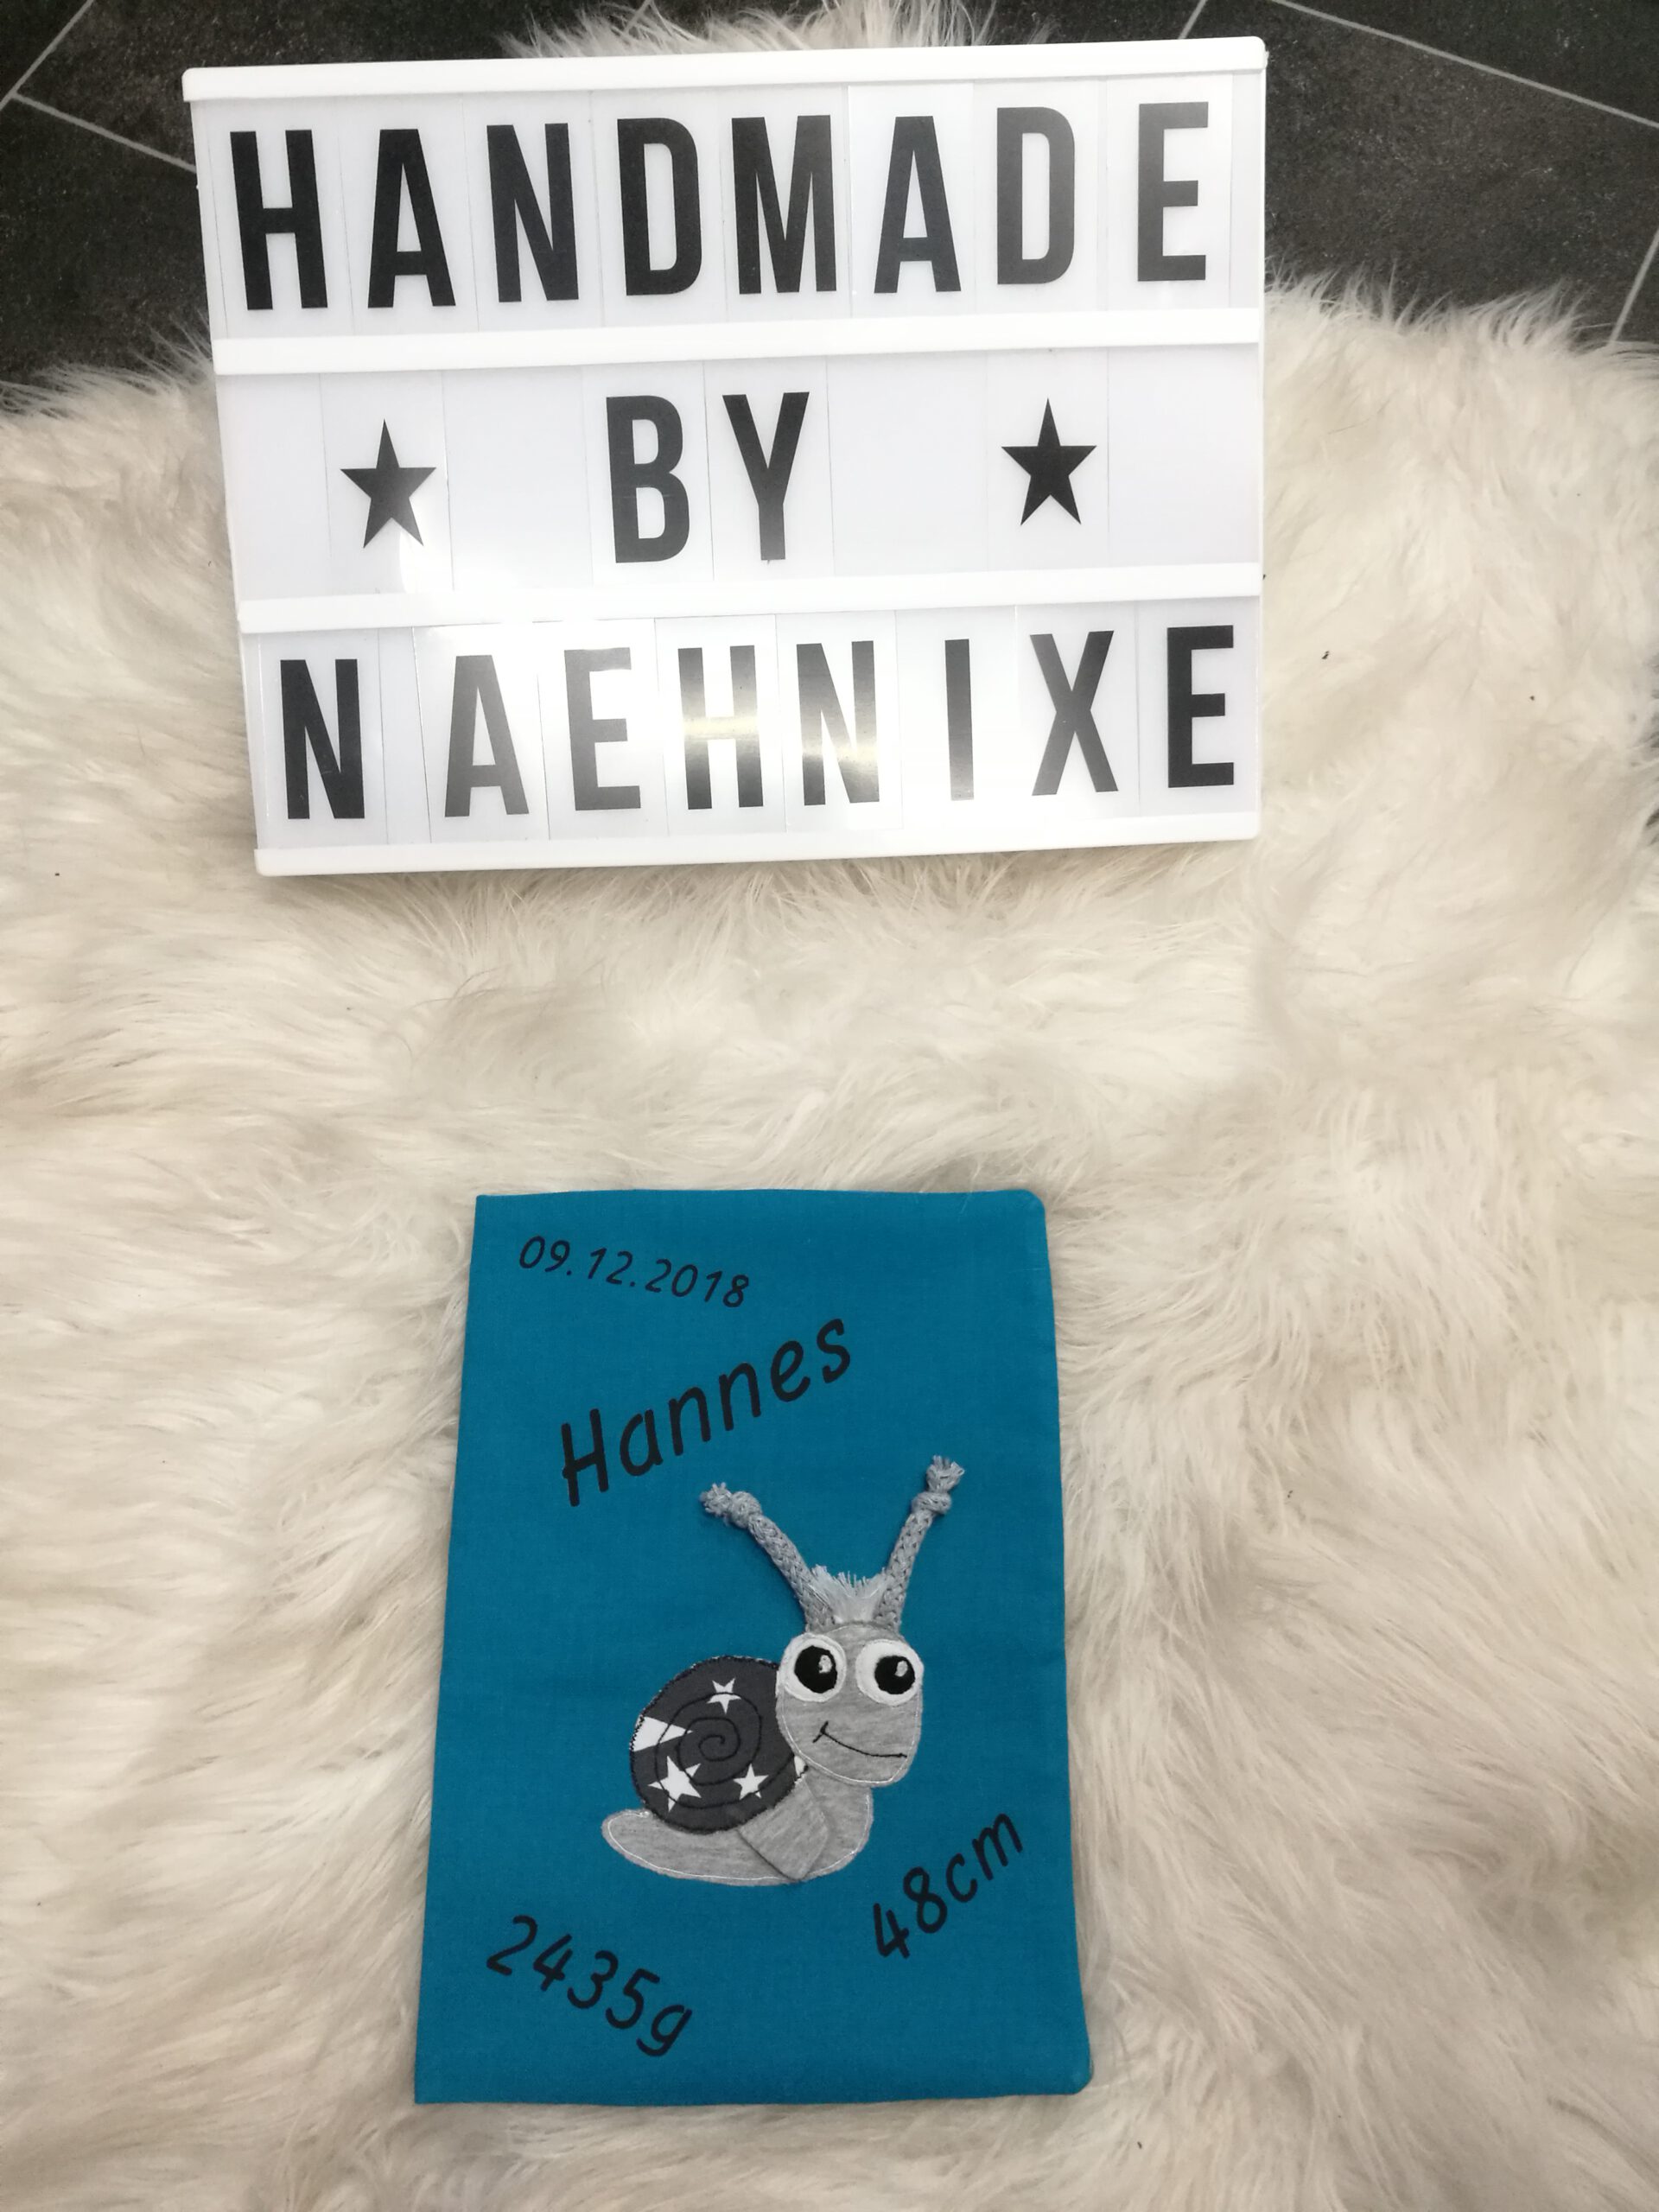 HANDMADE
★ BY ★
NAEHNIXE
09.12.2018
Hannes
48cm
2435g